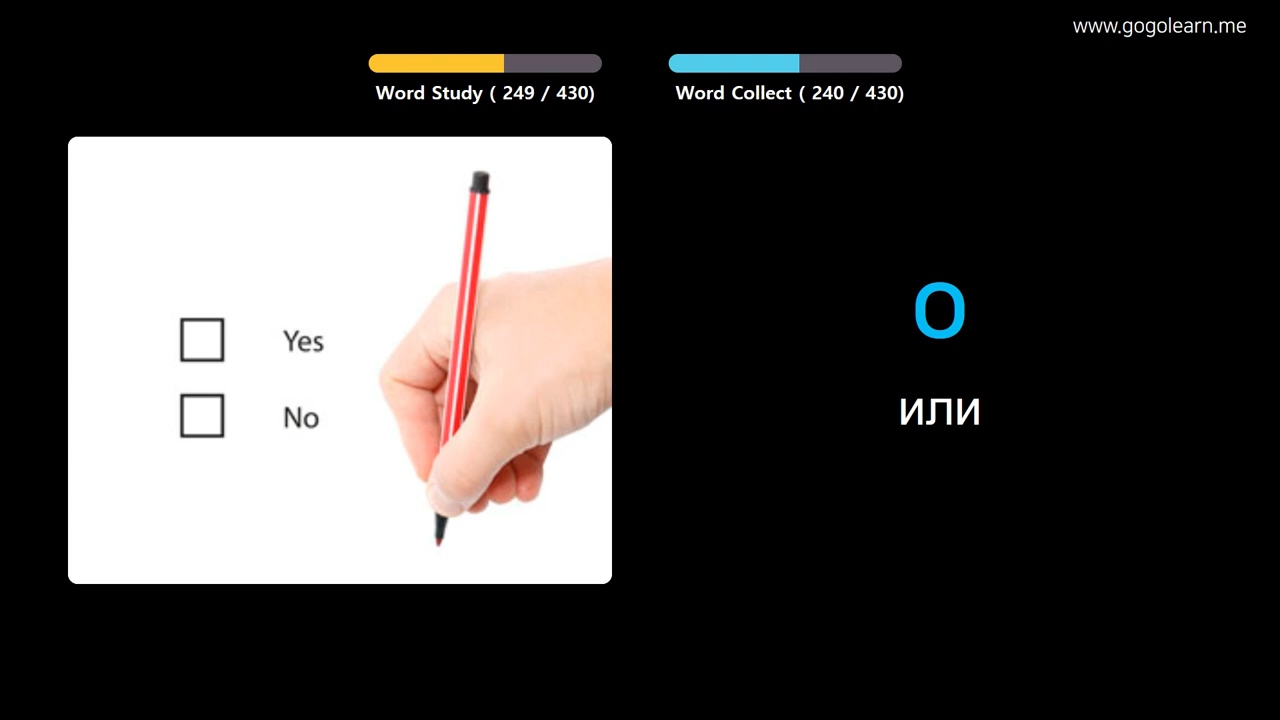 www.gogolearn.me
Word Study ( 249 / 430)
Word Collect ( 240 / 430)
Yes
No
o
или